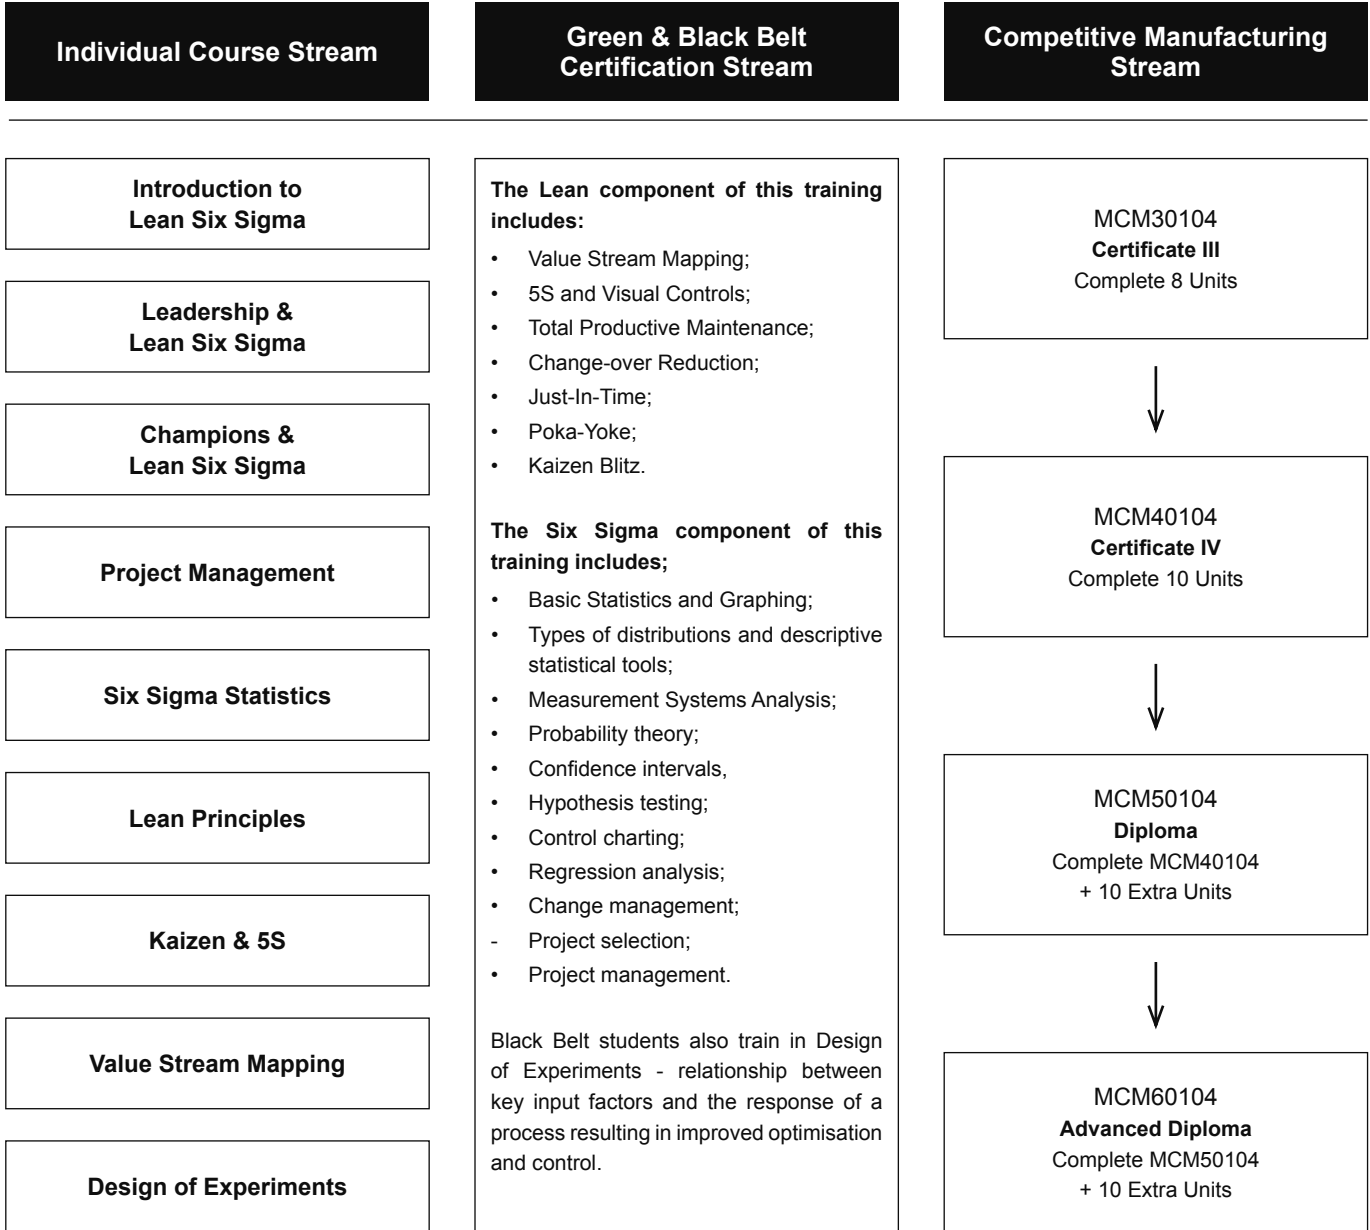 Individual Course Stream
Green & Black Belt
Certification Stream
Competitive Manufacturing
Stream
Introduction to
Lean Six Sigma
Leadership &
Lean Six Sigma
Champions &
Lean Six Sigma
Project Management
Six Sigma Statistics
Lean Principles
Kaizen & 5S
Value Stream Mapping
Design of Experiments
The Lean component of this training
includes:
• Value Stream Mapping;
• 5S and Visual Controls;
• Total Productive Maintenance;
• Change-over Reduction;
• Just-In-Time;
• Poka-Yoke;
• Kaizen Blitz.
The Six Sigma component of this
training includes;
• Basic Statistics and Graphing;
• Types of distributions and descriptive
statistical tools;
• Measurement Systems Analysis;
• Probability theory;
• Confidence intervals,
• Hypothesis testing;
• Control charting;
• Regression analysis;
• Change management;
- Project selection;
• Project management.
Black Belt students also train in Design
of Experiments - relationship between
key input factors and the response of a
process resulting in improved optimisation
and control.
MCM30104
Certificate III
Complete 8 Units
MCM40104
Certificate IV
Complete 10 Units
MCM50104
Diploma
Complete MCM40104
+ 10 Extra Units
MCM60104
Advanced Diploma
Complete MCM50104
+ 10 Extra Units